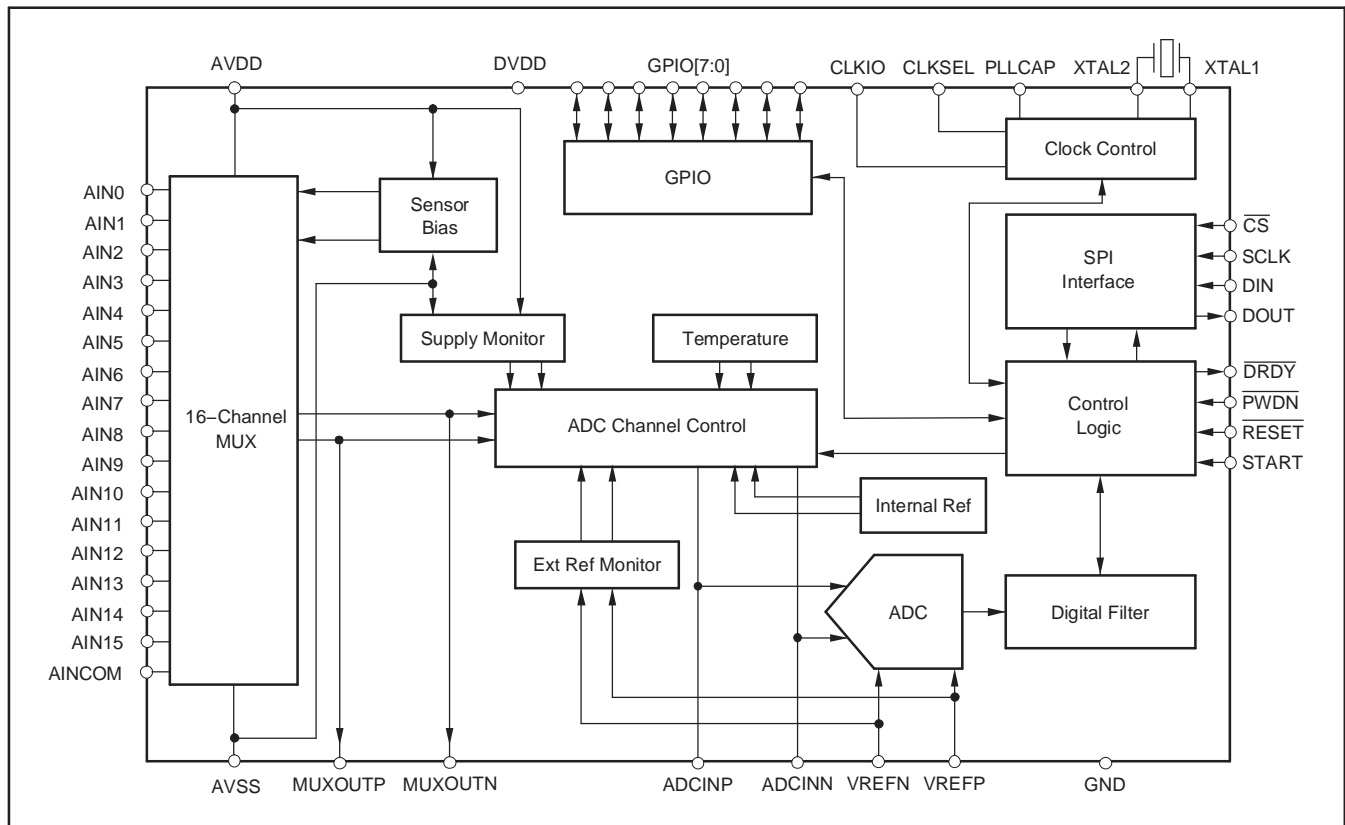 AVDD
DVDD
GPIO[7:0]
CLKIO
CLKSEL
PLLCAP
XTAL2
XTAL1
Clock Control
GPIO
AIN0
AIN1
AIN2
AIN3
AIN4
AIN5
AIN6
AIN7
AIN8
AIN9
AIN10
AIN11
AIN12
AIN13
AIN14
AIN15
AINCOM
16−Channel
MUX
Sensor
Bias
Supply Monitor
Temperature
ADC Channel Control
SPI
Interface
CS
SCLK
DIN
DOUT
Control
Logic
DRDY
PWDN
RESET
START
Internal Ref
Ext Ref Monitor
ADC
Digital Filter
AVSS
MUXOUTP
MUXOUTN
ADCINP
ADCINN
VREFN
VREFP
GND